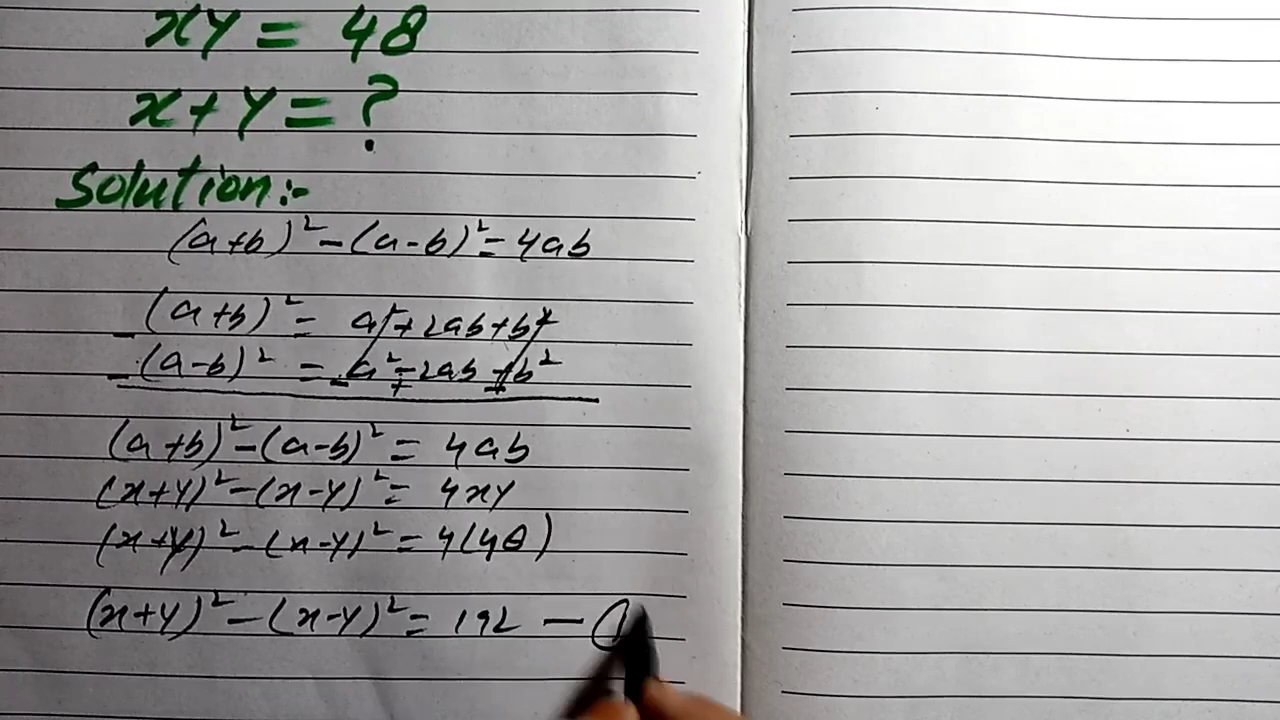 xy = 48
x+y = ?
Solution:-
(a+b)² - (a-b)² = 4ab
(a+b)² = a² + 2ab + b²
- (a-b)² = -a² - 2ab + b²
(a+b)² - (a-b)² = 4ab
(x+y)² - (x-y)² = 4xy
(x+y)² - (x-y)² = 4(48)
(x+y)² - (x-y)² = 192 - ①